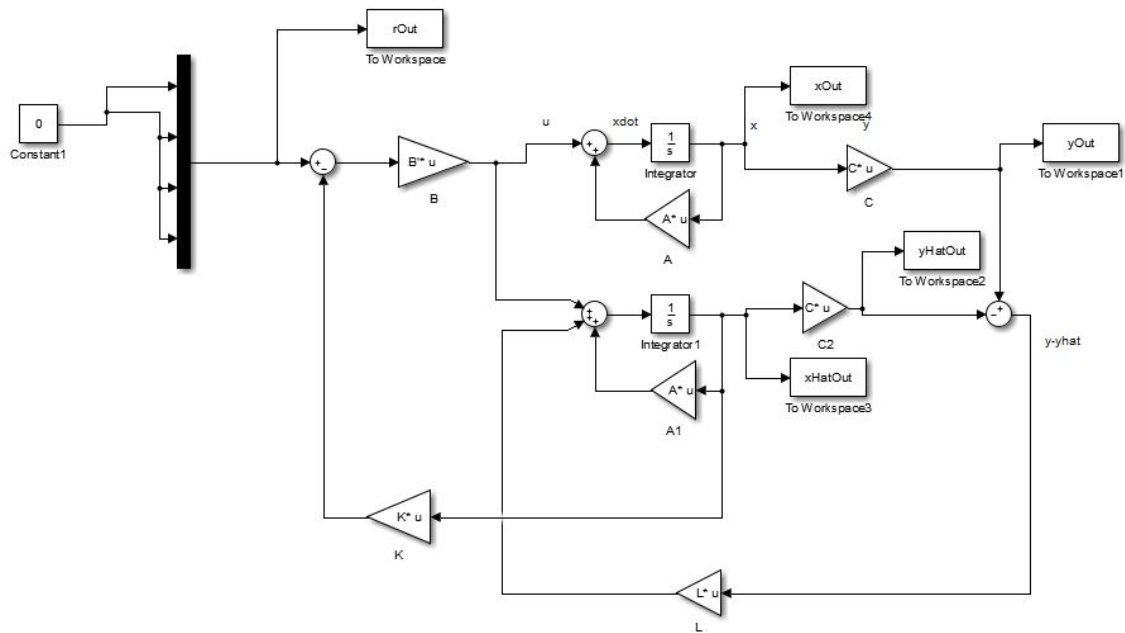 rOut
To Workspace
0
Constant1
+
−
B'* u
B
u
+
+
xdot
1
s
Integrator
A* u
A
x
xOut
To Workspace4
y
C* u
C
yOut
To Workspace1
+
+
+
1
s
Integrator1
A* u
A1
C* u
C2
yHatOut
To Workspace2
xHatOut
To Workspace3
−
+
y-yhat
K* u
K
L* u
L